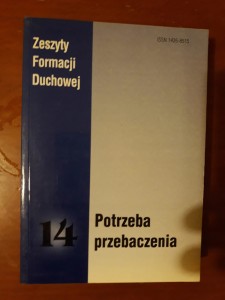 Zeszyty
Formacji
Duchowej
14
Potrzeba
przebaczenia